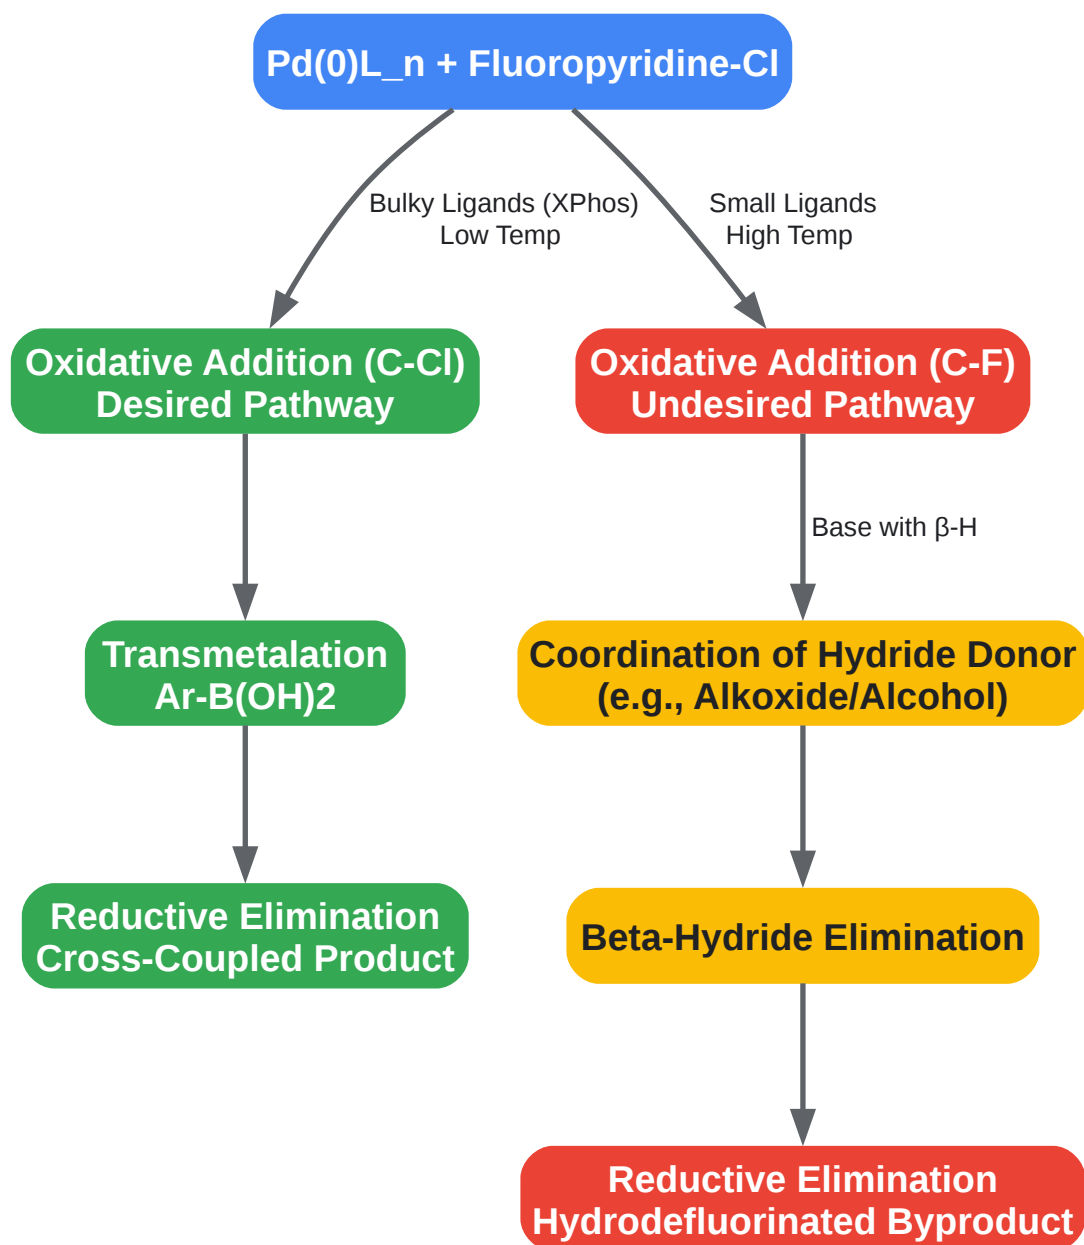 Pd(0)L_n + Fluoropyridine-Cl
Bulky Ligands (XPhos)
Low Temp
Small Ligands
High Temp
Oxidative Addition (C-Cl)
Desired Pathway
Oxidative Addition (C-F)
Undesired Pathway
Base with β-H
Transmetalation
Ar-B(OH)2
Coordination of Hydride Donor
(e.g., Alkoxide/Alcohol)
Reductive Elimination
Cross-Coupled Product
Beta-Hydride Elimination
Reductive Elimination
Hydrodefluorinated Byproduct